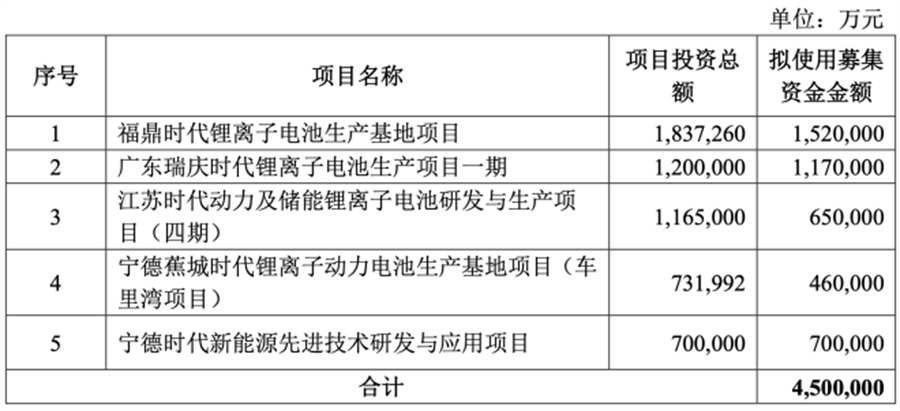 单位：万元
序号 项目名称 项目投资总额 拟使用募集资金金额
1 福鼎时代锂离子电池生产基地项目 1,837,260 1,520,000
2 广东瑞庆时代锂离子电池生产项目一期 1,200,000 1,170,000
3 江苏时代动力及储能锂离子电池研发与生产项目（四期） 1,165,000 650,000
4 宁德蕉城时代锂离子动力电池生产基地项目（车里湾项目） 731,992 460,000
5 宁德时代新能源先进技术研发与应用项目 700,000 700,000
合计 4,500,000